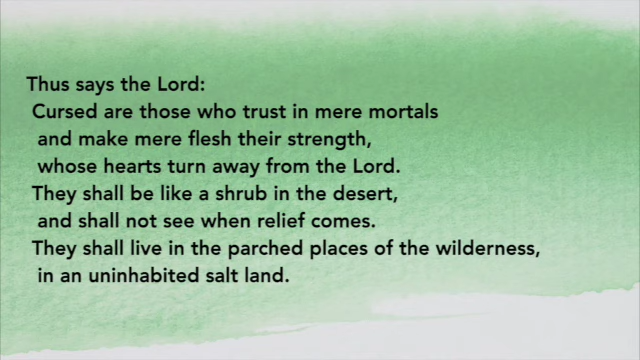 Thus says the Lord:
Cursed are those who trust in mere mortals
and make mere flesh their strength,
whose hearts turn away from the Lord.
They shall be like a shrub in the desert,
and shall not see when relief comes.
They shall live in the parched places of the wilderness,
in an uninhabited salt land.